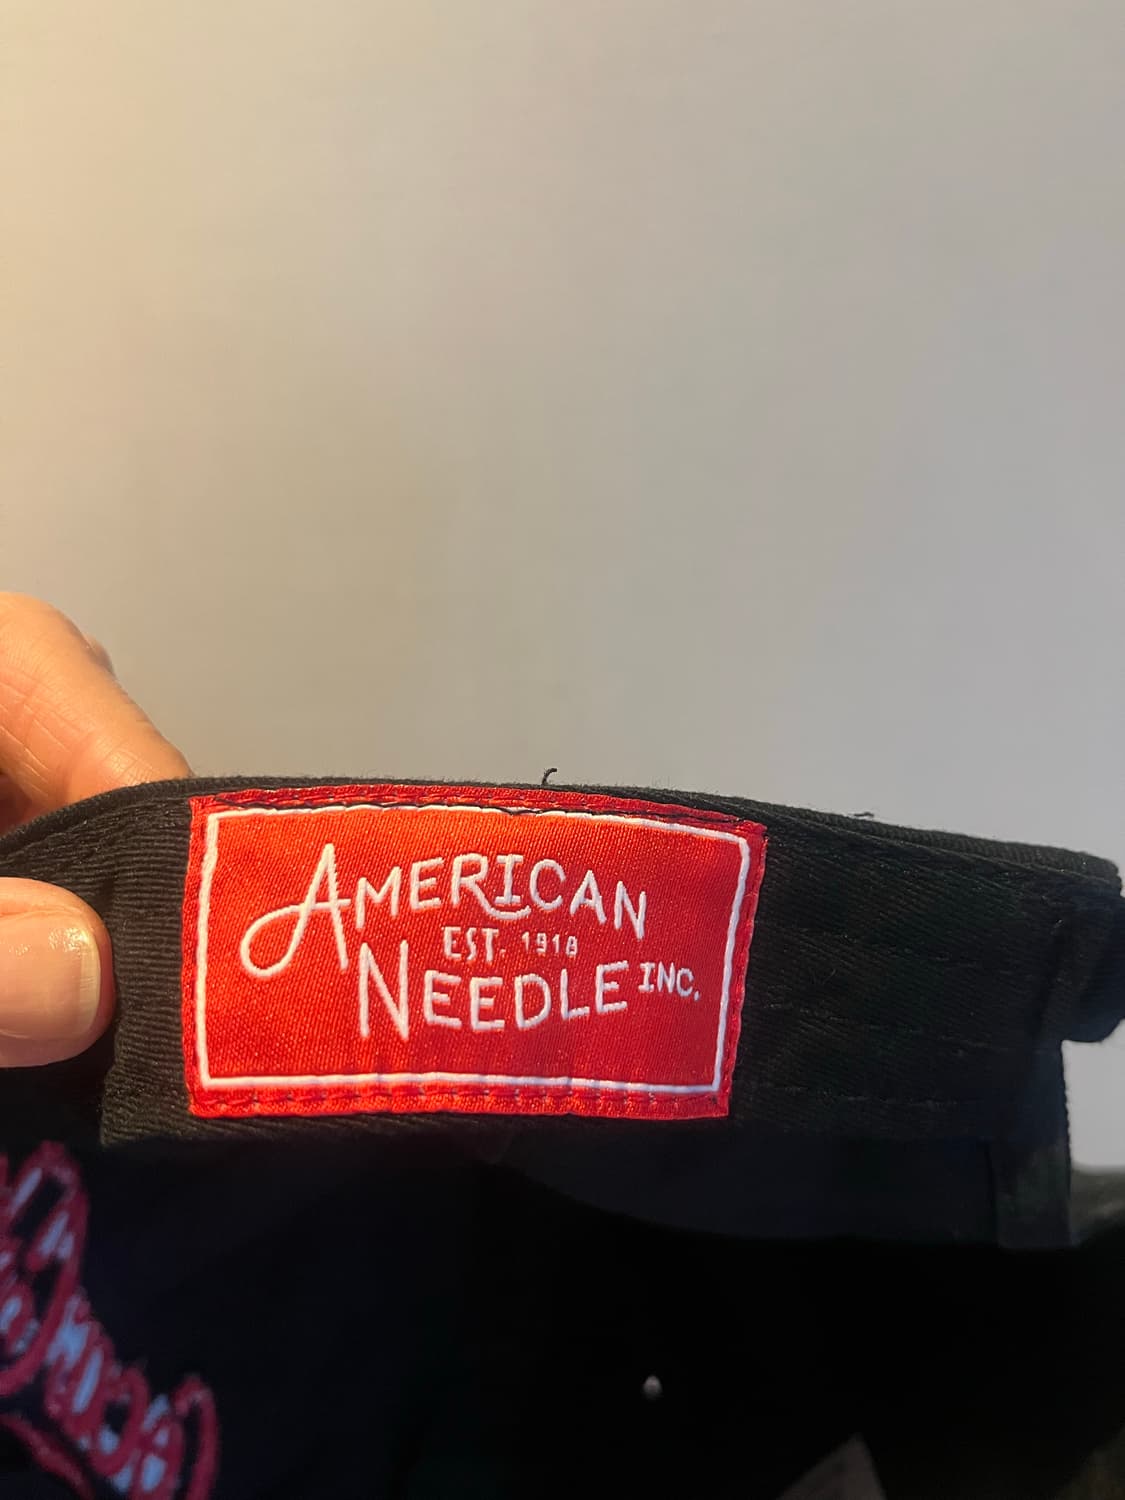 AMERICAN
EST. 1918
NEEDLE INC.